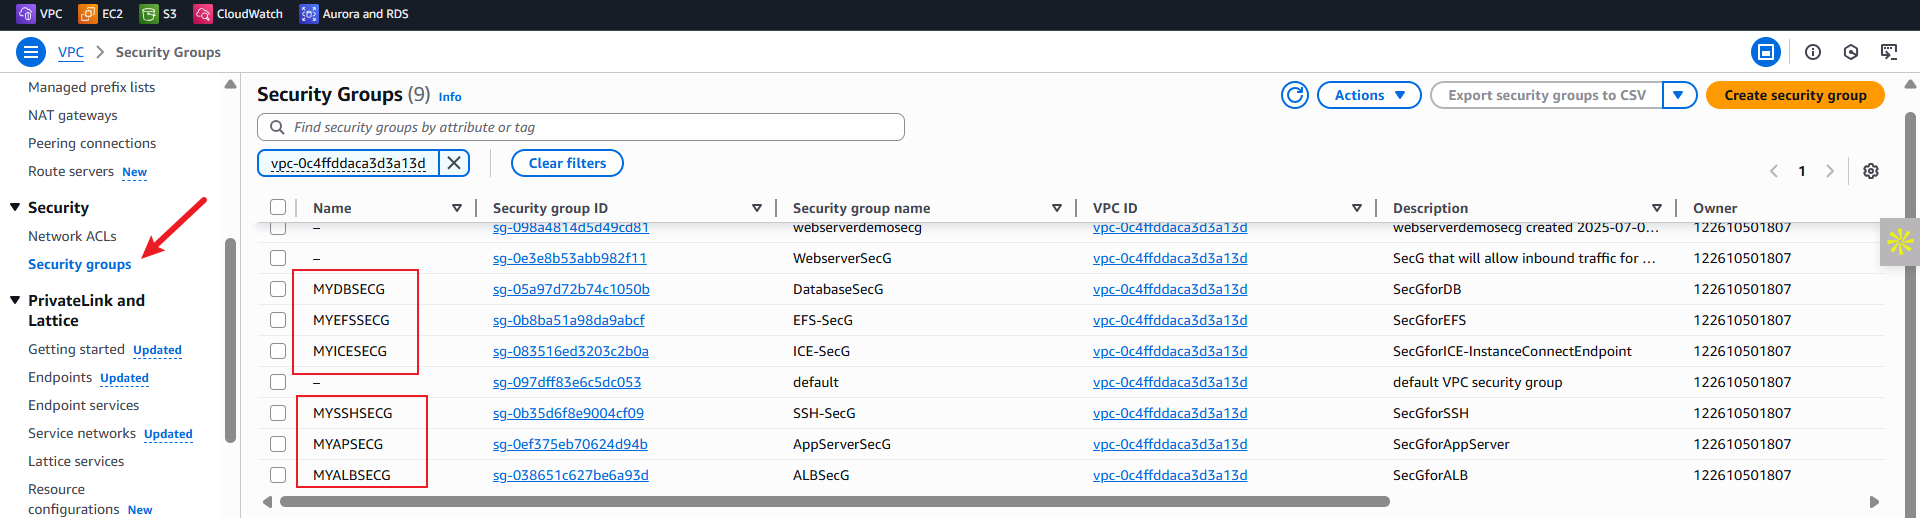 VPC EC2 S3 CloudWatch Aurora and RDS
VPC > Security Groups
Managed prefix lists
NAT gateways
Peering connections
Route servers New
Security
Network ACLs
Security groups
PrivateLink and
Lattice
Getting started Updated
Endpoints Updated
Endpoint services
Service networks Updated
Lattice services
Resource
configurations New
Security Groups (9) Info
Actions
Export security groups to CSV
Create security group
Find security groups by attribute or tag
vpc-0c4ffddaca3d3a13d
Clear filters
1
Name Security group ID Security group name VPC ID Description Owner
– sg-098a4814d5d49cd81 webserverdemosecg vpc-0c4ffddaca3d3a13d webserverdemosecg created 2025-07-0... 122610501807
– sg-0e3e8b53abb982f11 WebserverSecG vpc-0c4ffddaca3d3a13d SecG that will allow inbound traffic for ... 122610501807
MYDBSECG sg-05a97d72b74c1050b DatabaseSecG vpc-0c4ffddaca3d3a13d SecGforDB 122610501807
MYEFSSECG sg-0b8ba51a98da9abcf EFS-SecG vpc-0c4ffddaca3d3a13d SecGforEFS 122610501807
MYICESECG sg-083516ed3203c2b0a ICE-SecG vpc-0c4ffddaca3d3a13d SecGforICE-InstanceConnectEndpoint 122610501807
– sg-097dff83e6c5dc053 default vpc-0c4ffddaca3d3a13d default VPC security group 122610501807
MYSSHSECG sg-0b35d6f8e9004cf09 SSH-SecG vpc-0c4ffddaca3d3a13d SecGforSSH 122610501807
MYAPSECG sg-0ef375eb70624d94b AppServerSecG vpc-0c4ffddaca3d3a13d SecGforAppServer 122610501807
MYALBSECG sg-038651c627be6a93d ALBSecG vpc-0c4ffddaca3d3a13d SecGforALB 122610501807